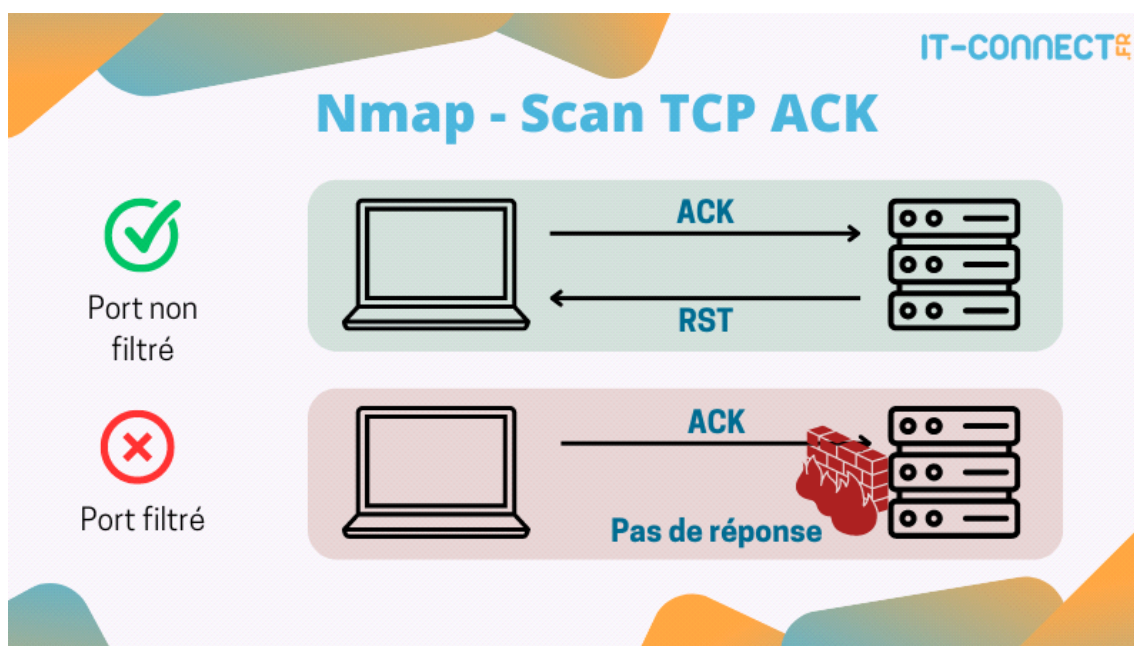 IT-CONNECT.FR
Nmap - Scan TCP ACK
ACK
Port non
filtré
RST
ACK
Port filtré
Pas de réponse